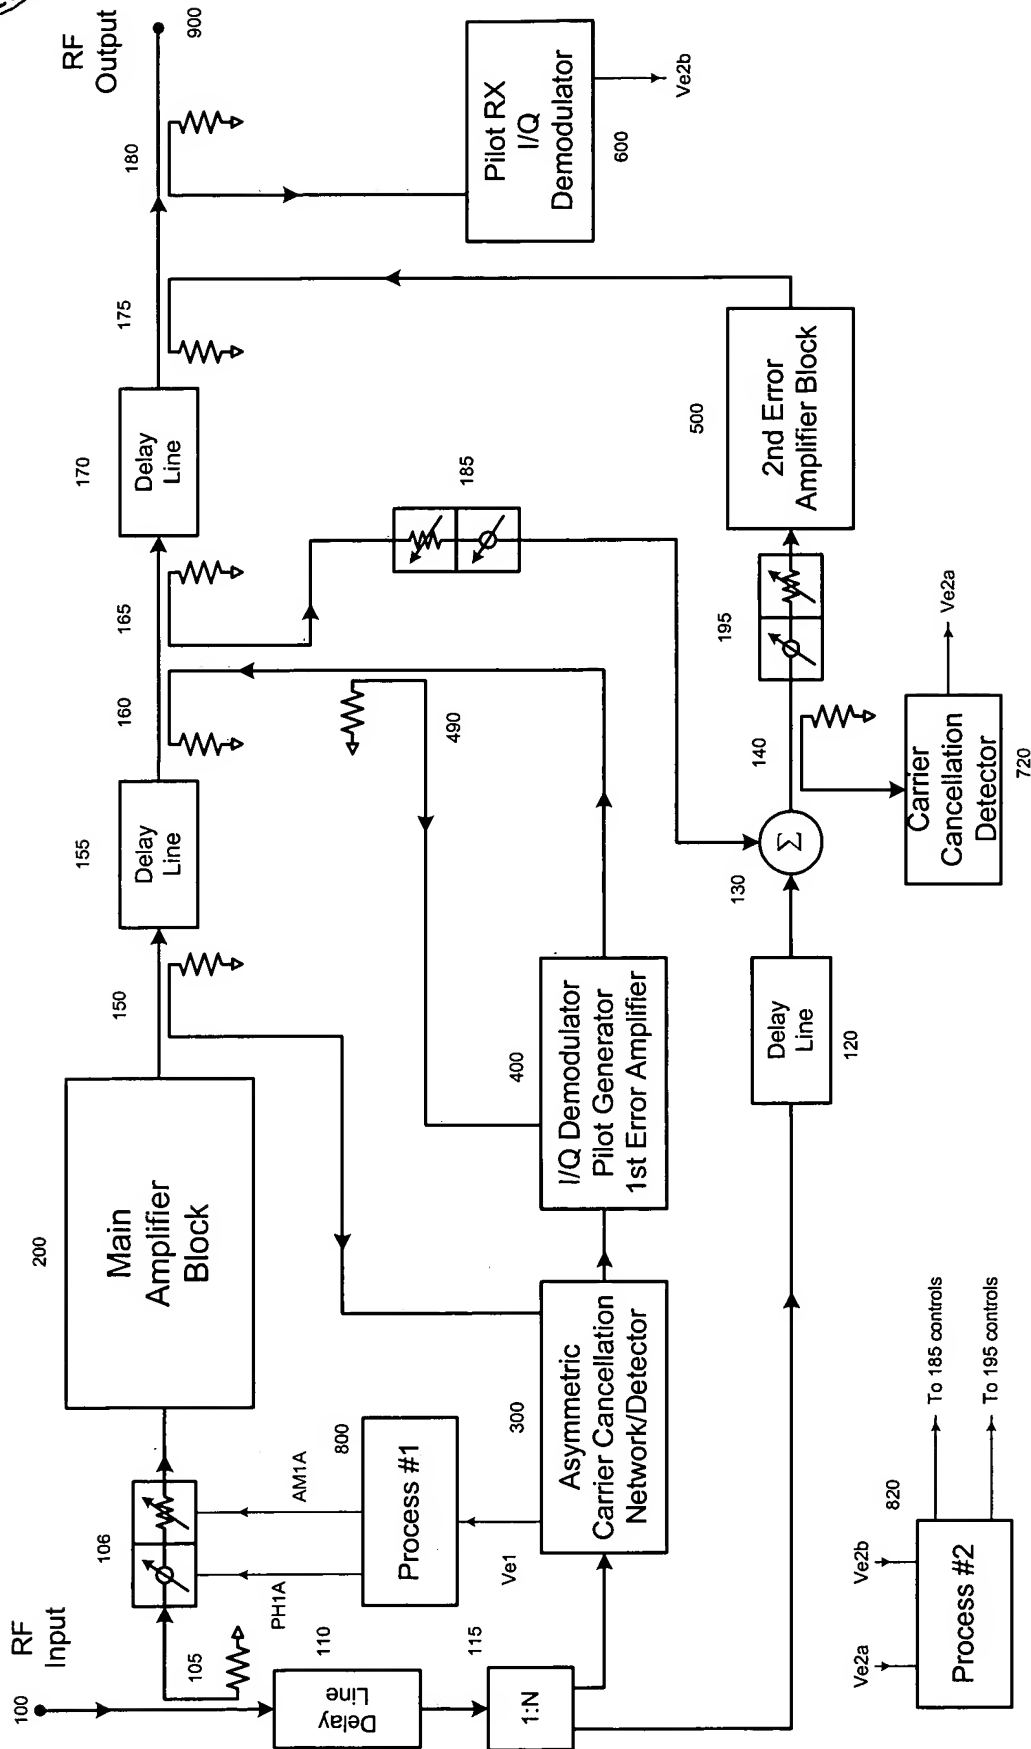 RF
Input
100
105
106
PH1A
AM1A
110
Delay
Line
115
1:N
Process #1
800
Ve1
200
Main
Amplifier
Block
Asymmetric
Carrier Cancellation
Network/Detector
300
150
155
Delay
Line
160
165
170
Delay
Line
175
180
RF
Output
900
185
490
400
I/Q Demodulator
Pilot Generator
1st Error Amplifier
Delay
Line
120
130
Σ
140
195
500
2nd Error
Amplifier Block
Pilot RX
I/Q
Demodulator
600
Ve2b
Carrier
Cancellation
Detector
720
Ve2a
Ve2a
Ve2b
820
Process #2
To 185 controls
To 195 controls